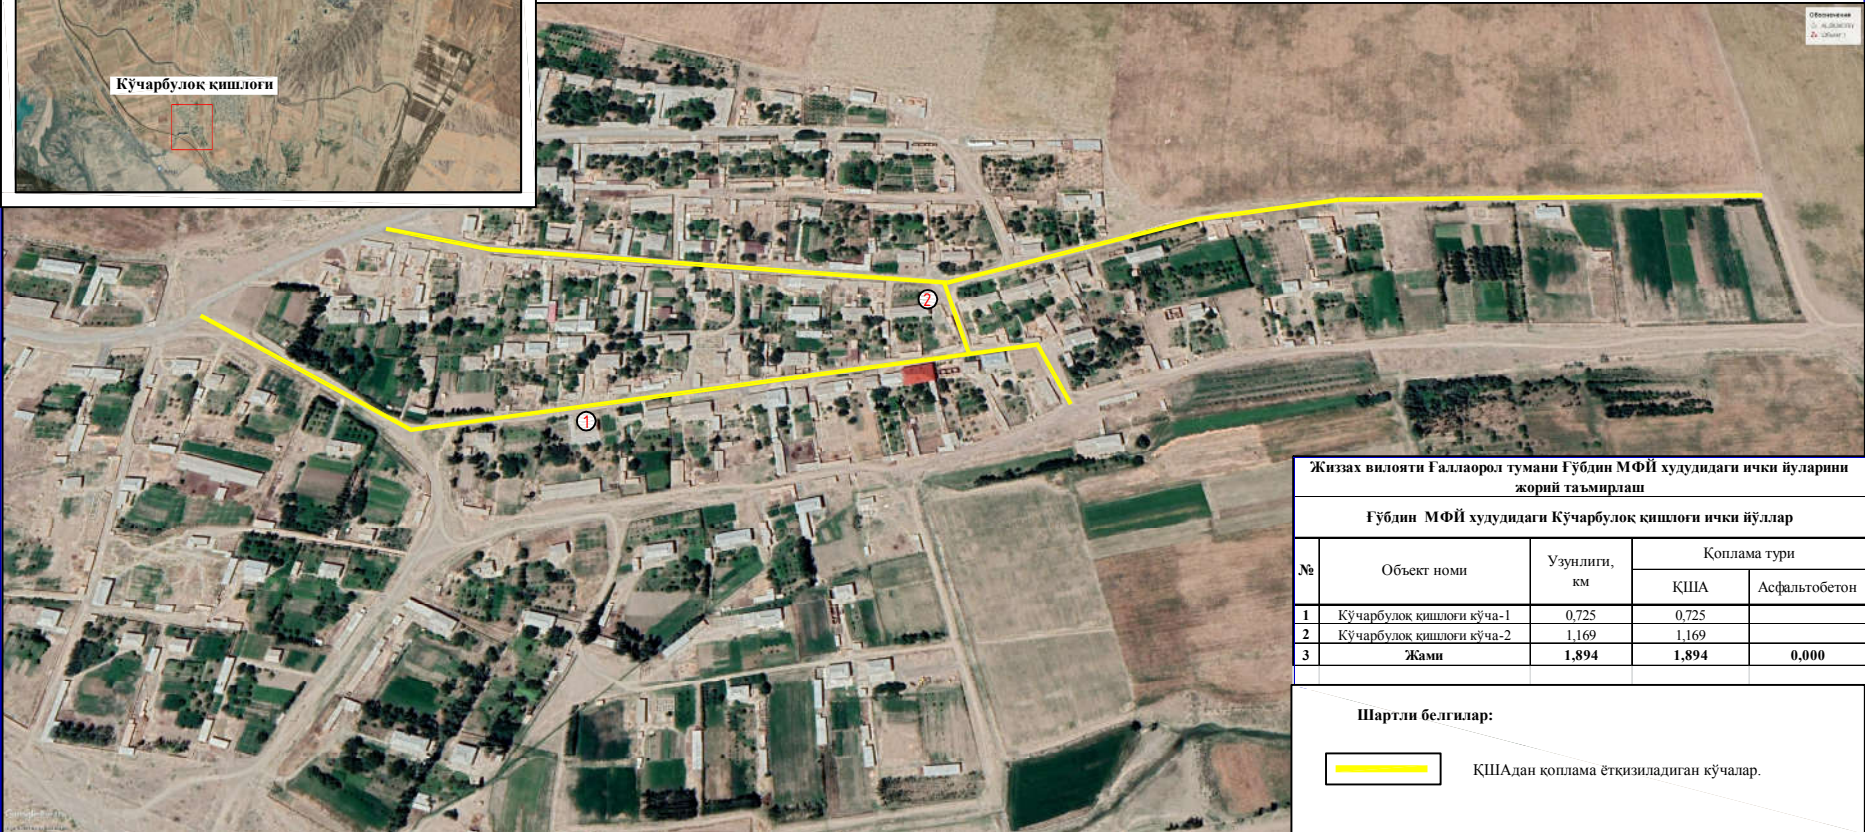 Кўчарбулоқ қишлоғи
Обозначения
2
1
Жиззах вилояти Ғаллаорол тумани Ғўбдин МФЙ худудидаги ички йуларини
жорий таъмирлаш
Ғўбдин МФЙ худудидаги Кўчарбулоқ қишлоғи ички йўллар
№ Объект номи Узунлиги, км Қоплама тури
ҚША Асфальтобетон
1 Кўчарбулоқ қишлоғи кўча-1 0,725 0,725
2 Кўчарбулоқ қишлоғи кўча-2 1,169 1,169
3 Жами 1,894 1,894 0,000
Шартли белгилар:
ҚШАдан қоплама ётқизиладиган кўчалар.